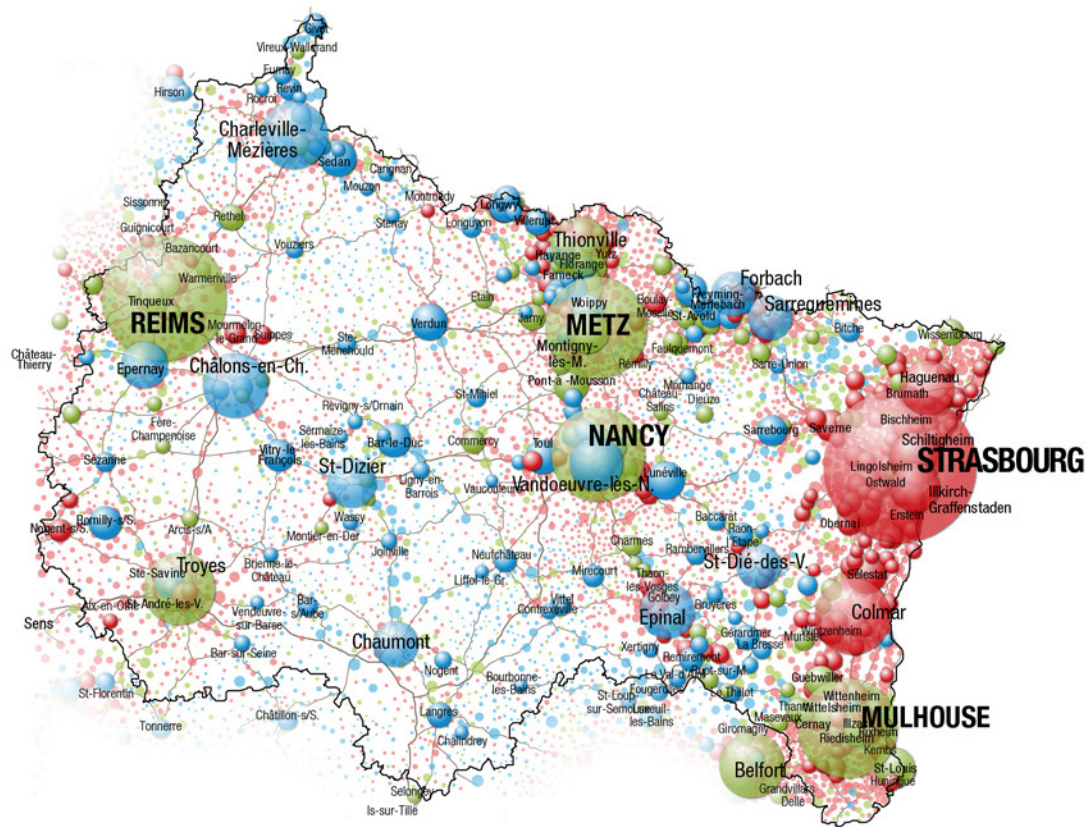 Givet
Vireux-Wallerand
Fumay
Hirson
Revin
Rocroi
Charleville-
Mézières
Sedan
Carignan
Mouzon
Sissonne
Montmédy
Longwy
Rethel
Villerupt
Guignicourt
Stenay
Longuyon
Thionville
Bazancourt
Vouziers
Hayange
Yutz
Florange
Fameck
Forbach
Warmeriville
Freyming-
Merlebach
Sarreguemines
Tinqueux
Etain
Woippy
Boulay-
Moselle
REIMS
Verdun
Jarny
METZ
St-Avold
Mourmelon-
le-Grand
Suippes
Bitche
Wissembourg
Ste-
Ménehould
Montigny-
lès-M.
Faulquemont
Château-
Thierry
Rémilly
Sarre-Union
Epernay
Châlons-en-Ch.
Haguenau
Pont-à-Mousson
Morhange
Brumath
St-Mihiel
Château-
Salins
Dieuze
Revigny-s/Ornain
Bischheim
Fère-
Champenoise
Saverne
Sermaize-
les-Bains
Bar-le-Duc
Commercy
Toul
NANCY
Sarrebourg
Schiltigheim
Sézanne
Vitry-le-
François
STRASBOURG
St-Dizier
Ligny-en-
Barrois
Lunéville
Lingolsheim
Vaucouleurs
Vandoeuvre-lès-N.
Ostwald
Illkirch-
Graffenstaden
Wassy
Baccarat
Erstein
Nogent-s/S.
Romilly-s/S.
Arcis-s/A
Montier-en-Der
Obernai
Raon-
l'Etape
Joinville
Charmes
Rambervillers
Neufchâteau
Troyes
Brienne-le-
Château
St-Dié-des-V.
Ste-Savine
Liffol-le-Gr.
Mirecourt
Thaon-
les-Vosges
Sélestat
Golbey
St-André-les-V.
Aix-en-Othe
Vendeuvre-
sur-Barse
Bar-
s/Aube
Vittel
Contrexéville
Epinal
Bruyères
Colmar
Sens
Wintzenheim
Gérardmer
Munster
Chaumont
La Bresse
Xertigny
Bar-sur-Seine
Remiremont
Nogent
Rupt-sur-M.
Bourbonne-
les-Bains
Guebwiller
St-Florentin
St-Loup
sur-Semouse
Fougerolles
Le Thillot
Wittenheim
Thann
Wittelsheim
Luxeuil-
les-Bains
Langres
Châtillon-s/S.
Masevaux
Cernay
MULHOUSE
Tonnerre
Giromagny
Rixheim
Chalindrey
Riedisheim
Kembs
Belfort
St-Louis
Huningue
Selongey
Grandvillars
Delle
Is-sur-Tille